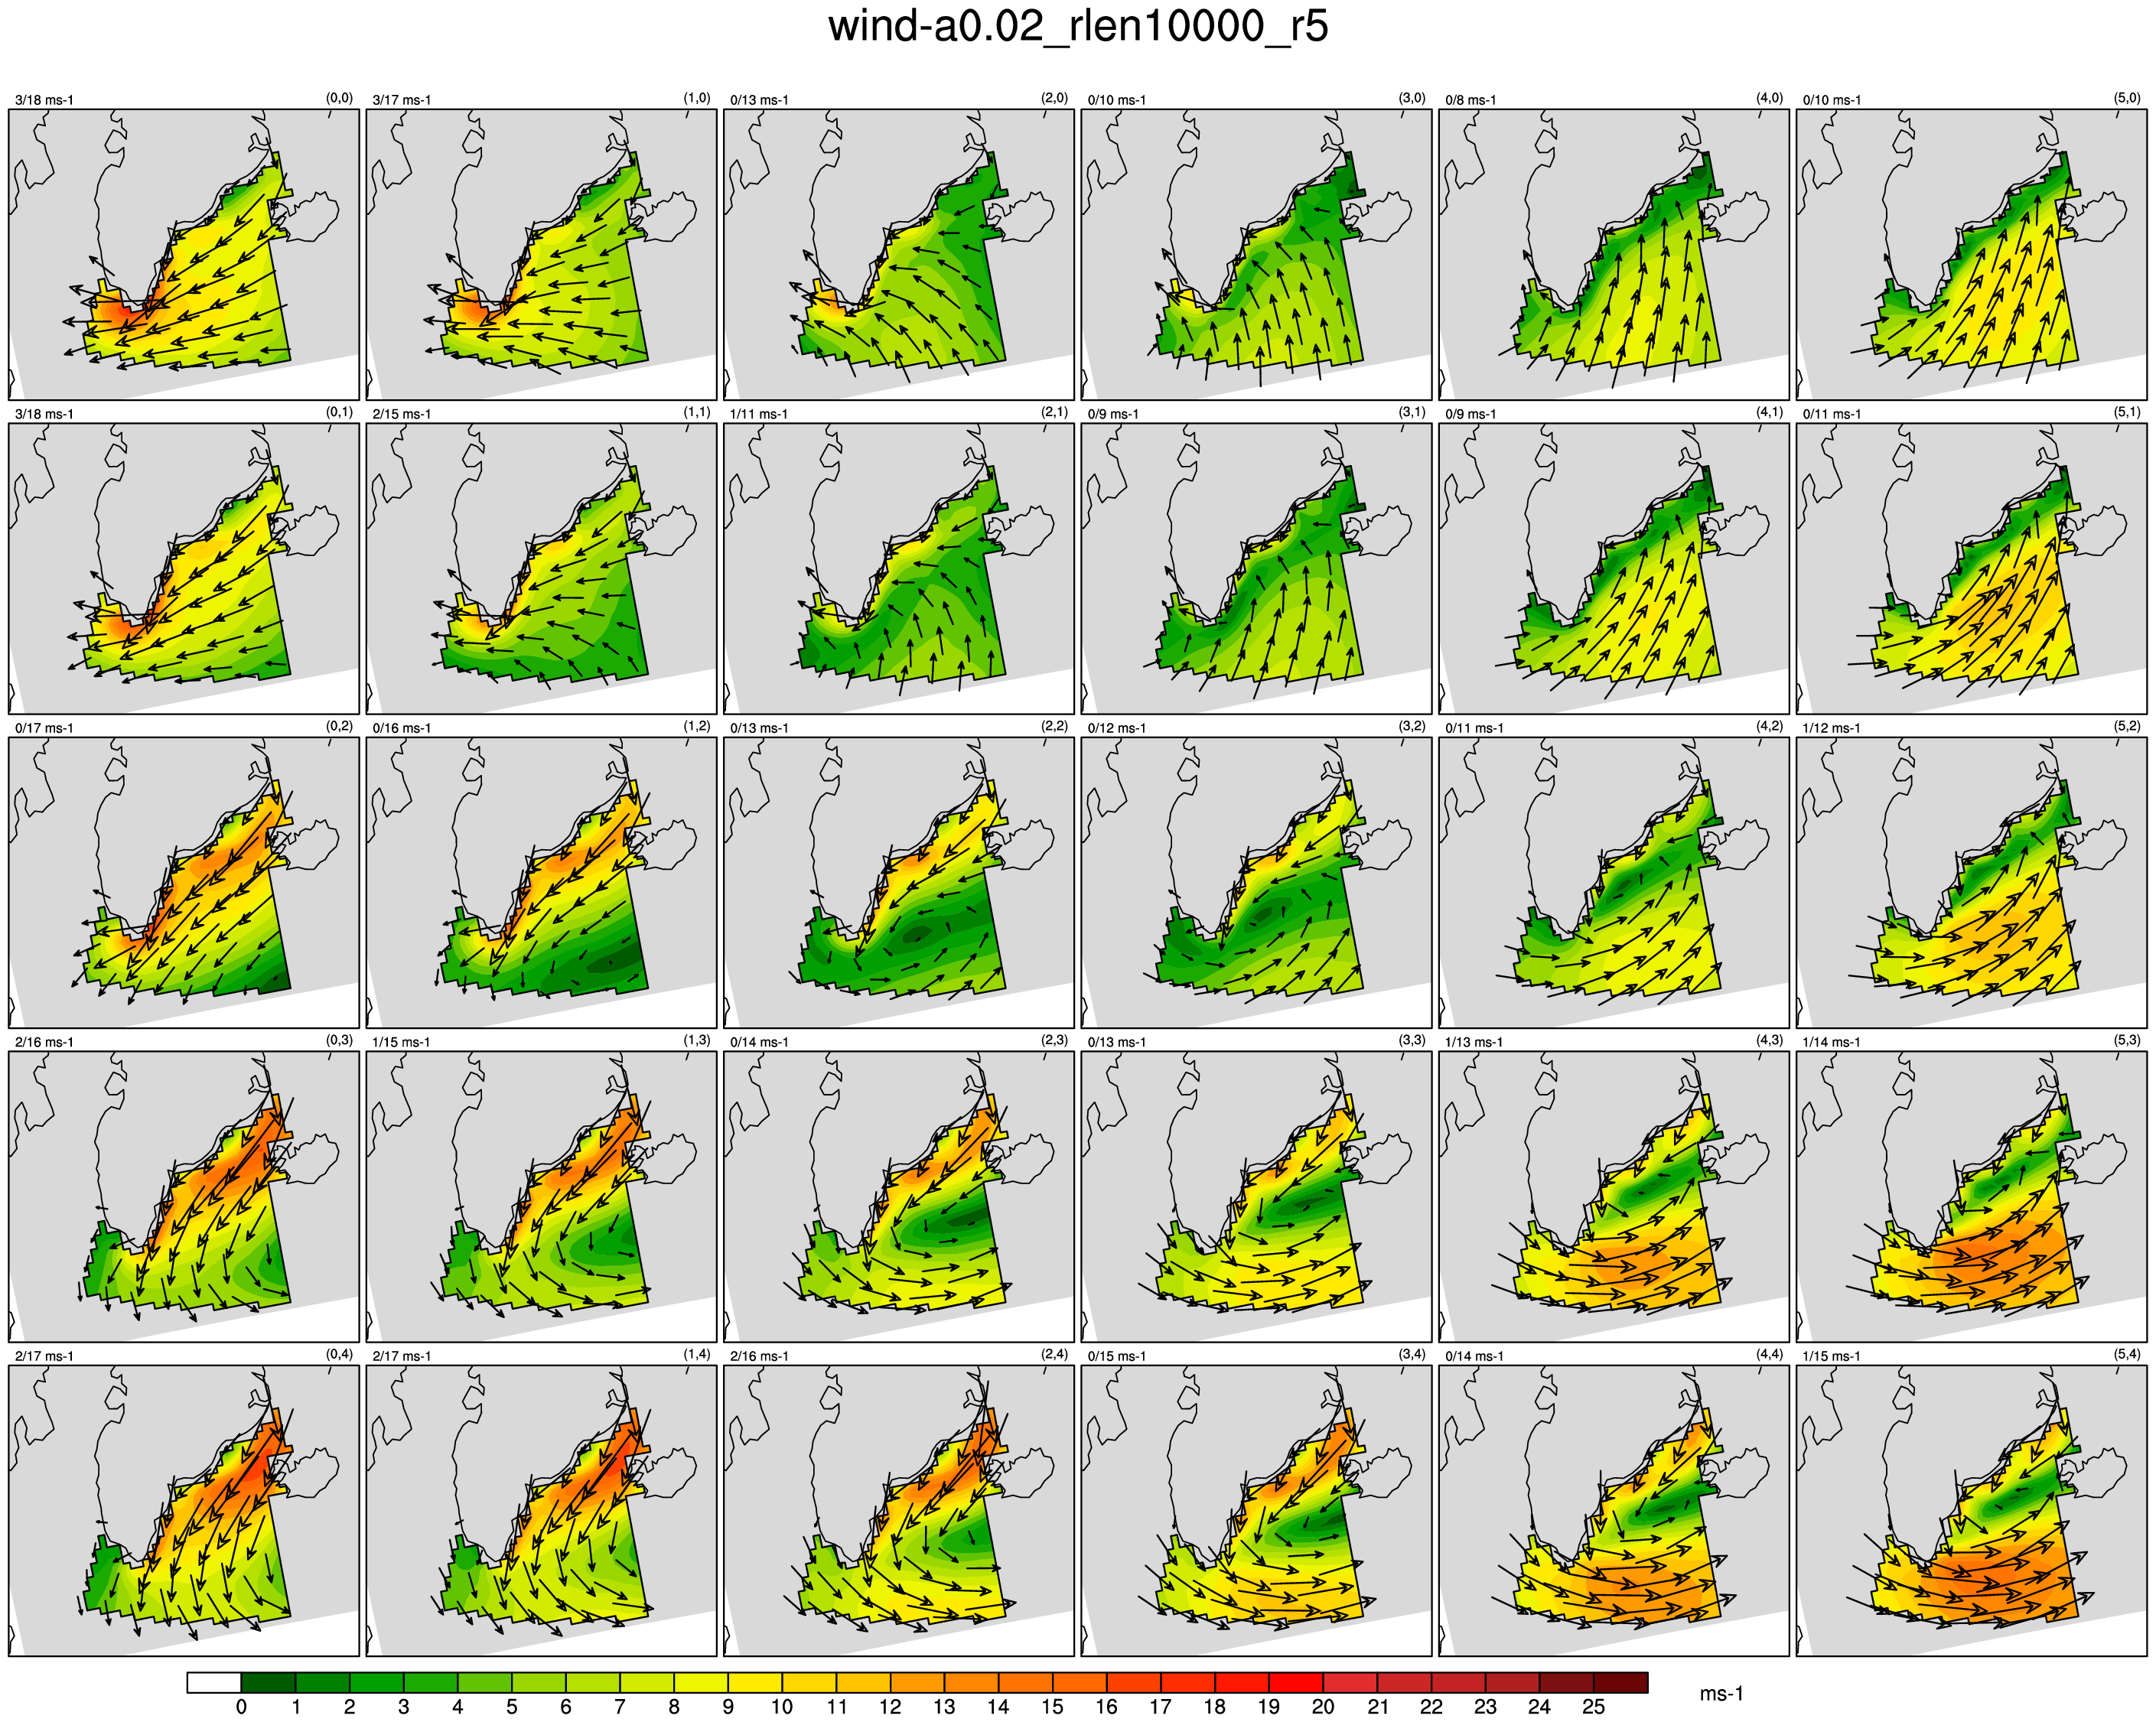 wind-a0.02_rlen10000_r5
3/18 ms-1 (0,0) 3/17 ms-1 (1,0) 0/13 ms-1 (2,0) 0/10 ms-1 (3,0) 0/8 ms-1 (4,0) 0/10 ms-1 (5,0)
3/18 ms-1 (0,1) 2/15 ms-1 (1,1) 1/11 ms-1 (2,1) 0/9 ms-1 (3,1) 0/9 ms-1 (4,1) 0/11 ms-1 (5,1)
0/17 ms-1 (0,2) 0/16 ms-1 (1,2) 0/13 ms-1 (2,2) 0/12 ms-1 (3,2) 0/11 ms-1 (4,2) 1/12 ms-1 (5,2)
2/16 ms-1 (0,3) 1/15 ms-1 (1,3) 0/14 ms-1 (2,3) 0/13 ms-1 (3,3) 1/13 ms-1 (4,3) 1/14 ms-1 (5,3)
2/17 ms-1 (0,4) 2/17 ms-1 (1,4) 2/16 ms-1 (2,4) 0/15 ms-1 (3,4) 0/14 ms-1 (4,4) 1/15 ms-1 (5,4)
0 1 2 3 4 5 6 7 8 9 10 11 12 13 14 15 16 17 18 19 20 21 22 23 24 25 ms-1